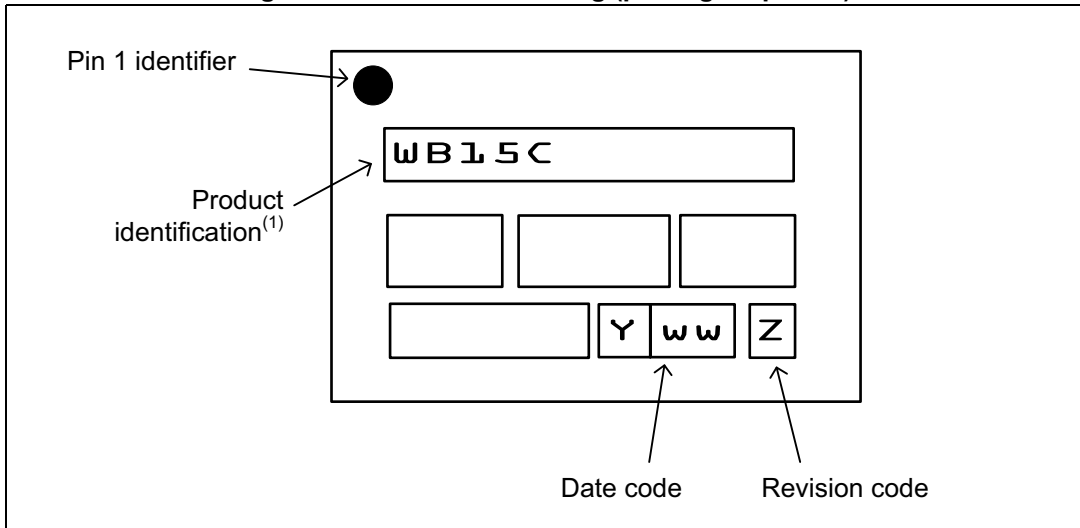 Pin 1 identifier
WB15C
Product
identification(1)
Y WW Z
Date code Revision code